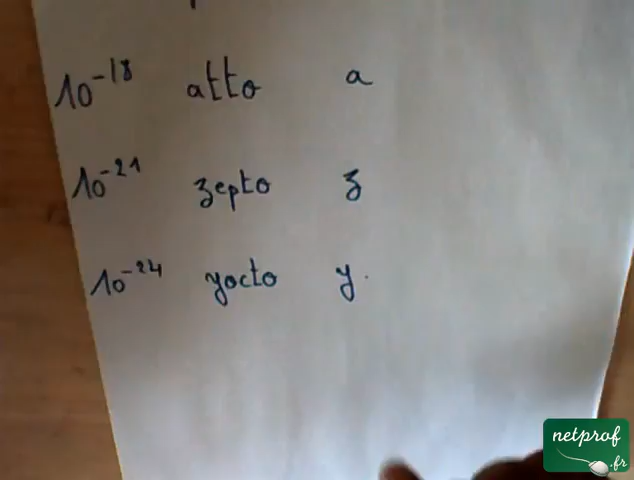 10⁻¹⁸ atto a
10⁻²¹ zepto z
10⁻²⁴ yocto y.
netprof
.fr